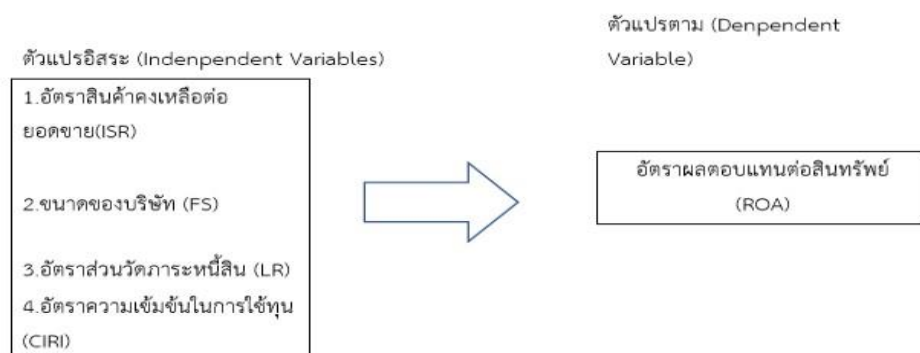 ตัวแปรอิสระ (Indenpendent Variables)
1.อัตราสินค้าคงเหลือต่อ
ยอดขาย(ISR)
2.ขนาดของบริษัท (FS)
3.อัตราส่วนวัดภาระหนี้สิน (LR)
4.อัตราความเข้มข้นในการใช้ทุน
(CIRI)
ตัวแปรตาม (Denpendent
Variable)
อัตราผลตอบแทนต่อสินทรัพย์
(ROA)